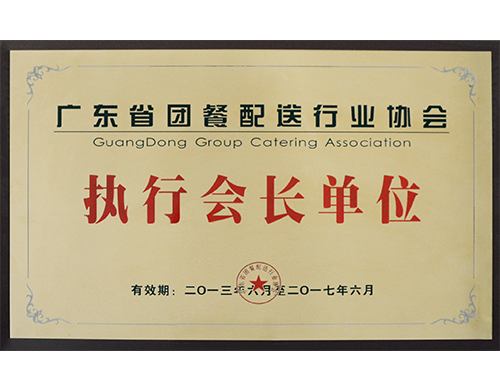 广东省团餐配送行业协会
GuangDong Group Catering Association
执行会长单位
有效期：二〇一三年六月至二〇一七年六月